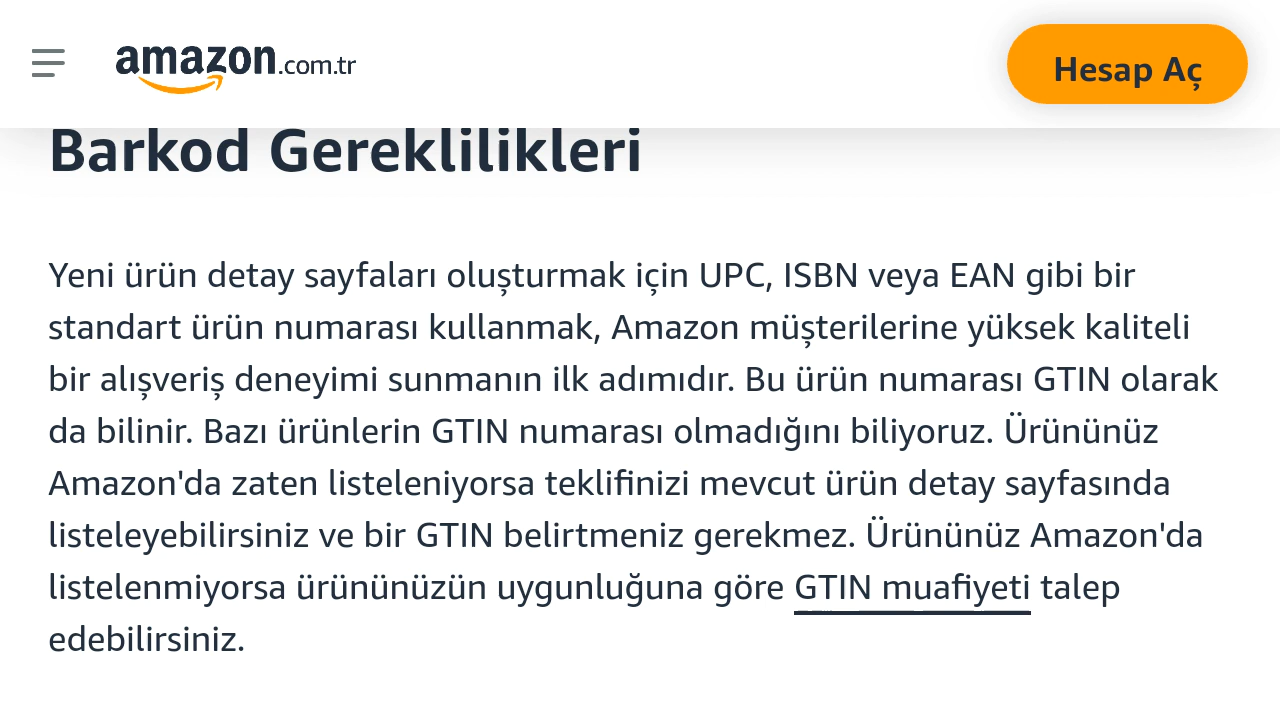 amazon.com.tr
Hesap Aç
Barkod Gereklilikleri
Yeni ürün detay sayfaları oluşturmak için UPC, ISBN veya EAN gibi bir
standart ürün numarası kullanmak, Amazon müşterilerine yüksek kaliteli
bir alışveriş deneyimi sunmanın ilk adımıdır. Bu ürün numarası GTIN olarak
da bilinir. Bazı ürünlerin GTIN numarası olmadığını biliyoruz. Ürününüz
Amazon'da zaten listeleniyorsa teklifinizi mevcut ürün detay sayfasında
listeleyebilirsiniz ve bir GTIN belirtmeniz gerekmez. Ürününüz Amazon'da
listelenmiyorsa ürününüzün uygunluğuna göre GTIN muafiyeti talep
edebilirsiniz.